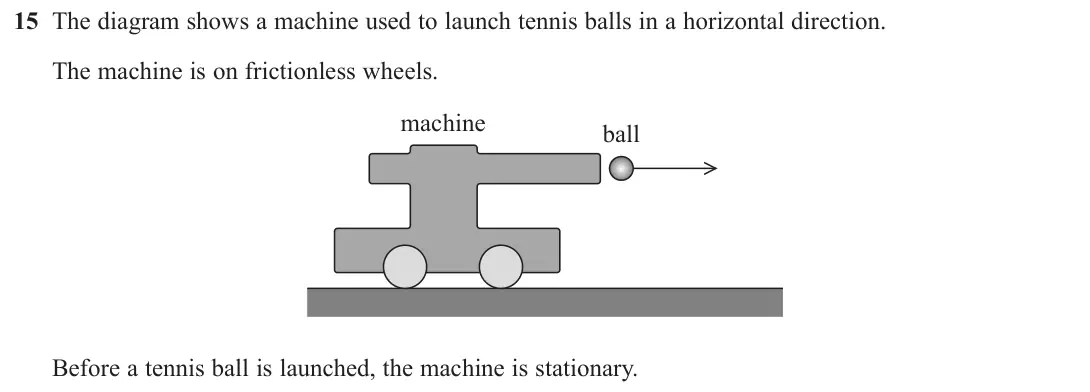 15 The diagram shows a machine used to launch tennis balls in a horizontal direction.
The machine is on frictionless wheels.
machine
ball
Before a tennis ball is launched, the machine is stationary.